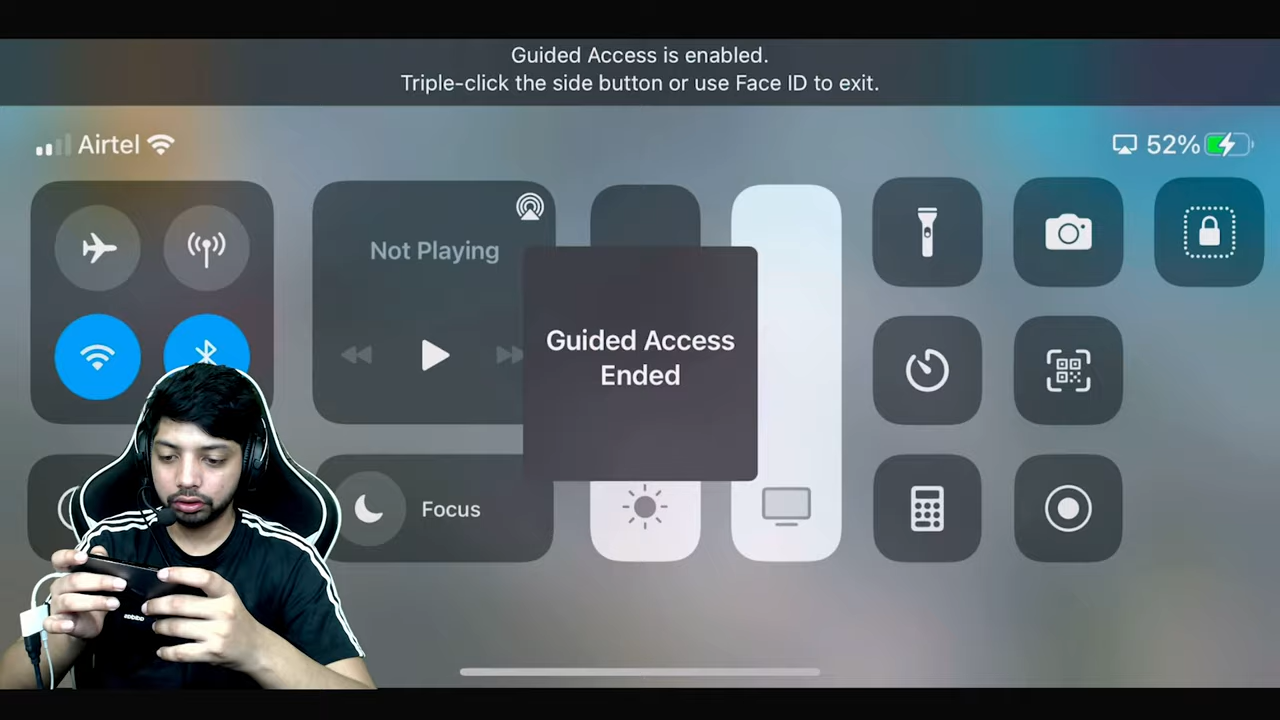 Guided Access is enabled.
Triple-click the side button or use Face ID to exit.
Airtel
52%
Not Playing
Guided Access
Ended
Focus